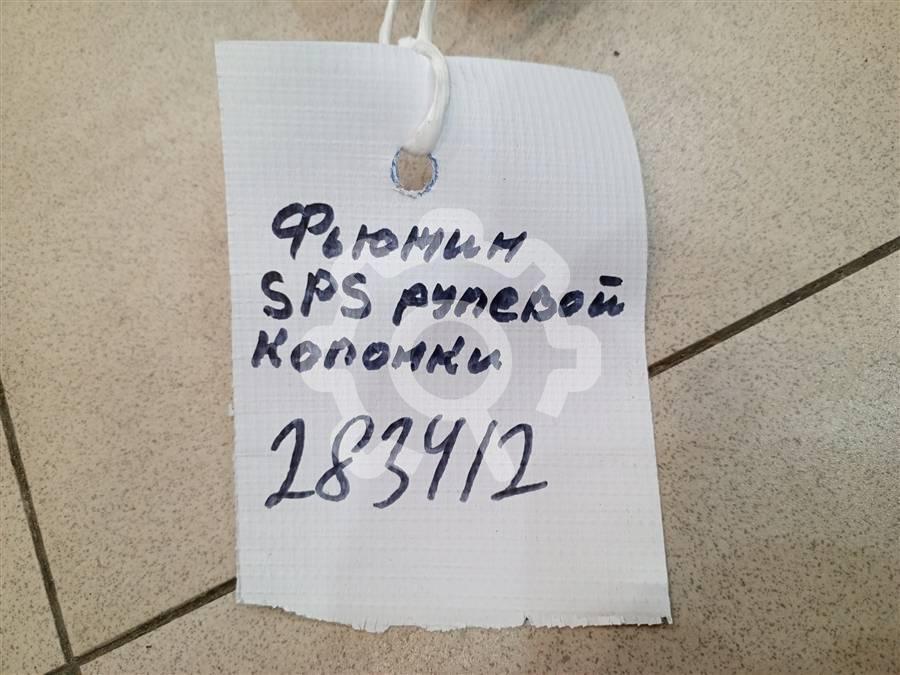 Фьюжин
SPS рулевой
колонки
283412